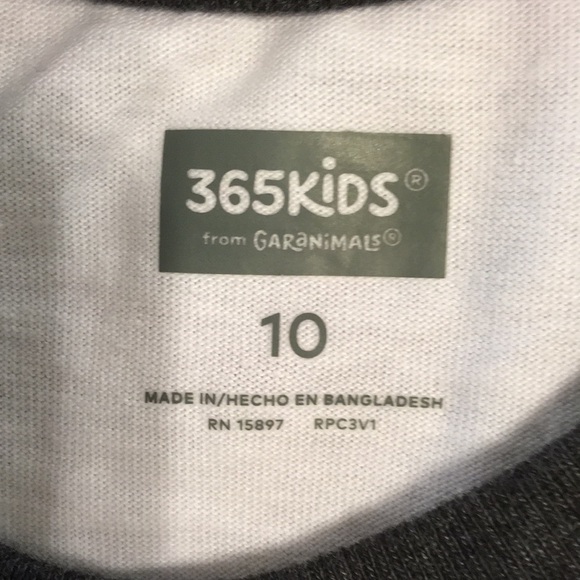 365KiDS®
from GARANiMALS®
10
MADE IN/HECHO EN BANGLADESH
RN 15897 RPC3V1